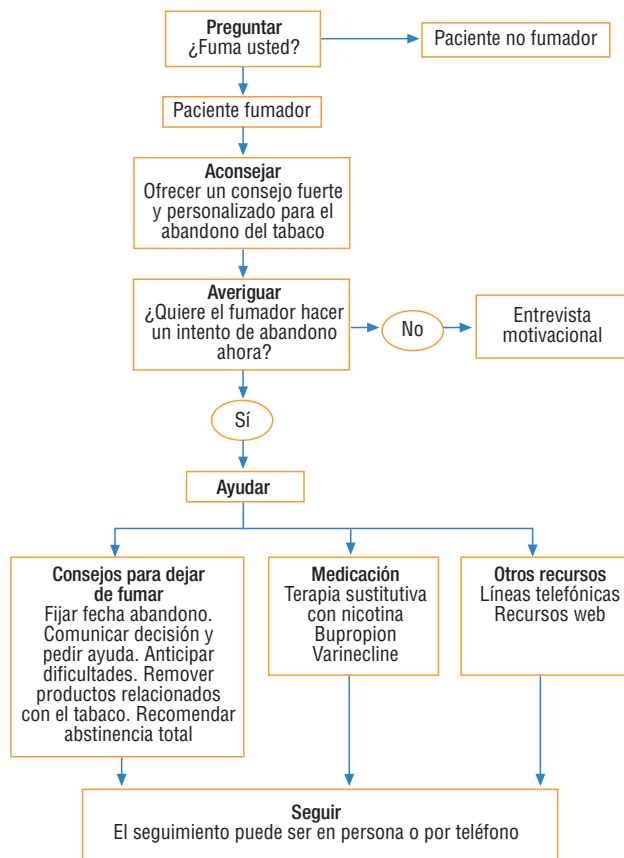 Preguntar
¿Fuma usted?
Paciente no fumador
Paciente fumador
Aconsejar
Ofrecer un consejo fuerte
y personalizado para el
abandono del tabaco
Averiguar
¿Quiere el fumador hacer
un intento de abandono
ahora?
No
Entrevista
motivacional
Sí
Ayudar
Consejos para dejar
de fumar
Fijar fecha abandono.
Comunicar decisión y
pedir ayuda. Anticipar
dificultades. Remover
productos relacionados
con el tabaco. Recomendar
abstinencia total
Medicación
Terapia sustitutiva
con nicotina
Bupropion
Varinecline
Otros recursos
Líneas telefónicas
Recursos web
Seguir
El seguimiento puede ser en persona o por teléfono